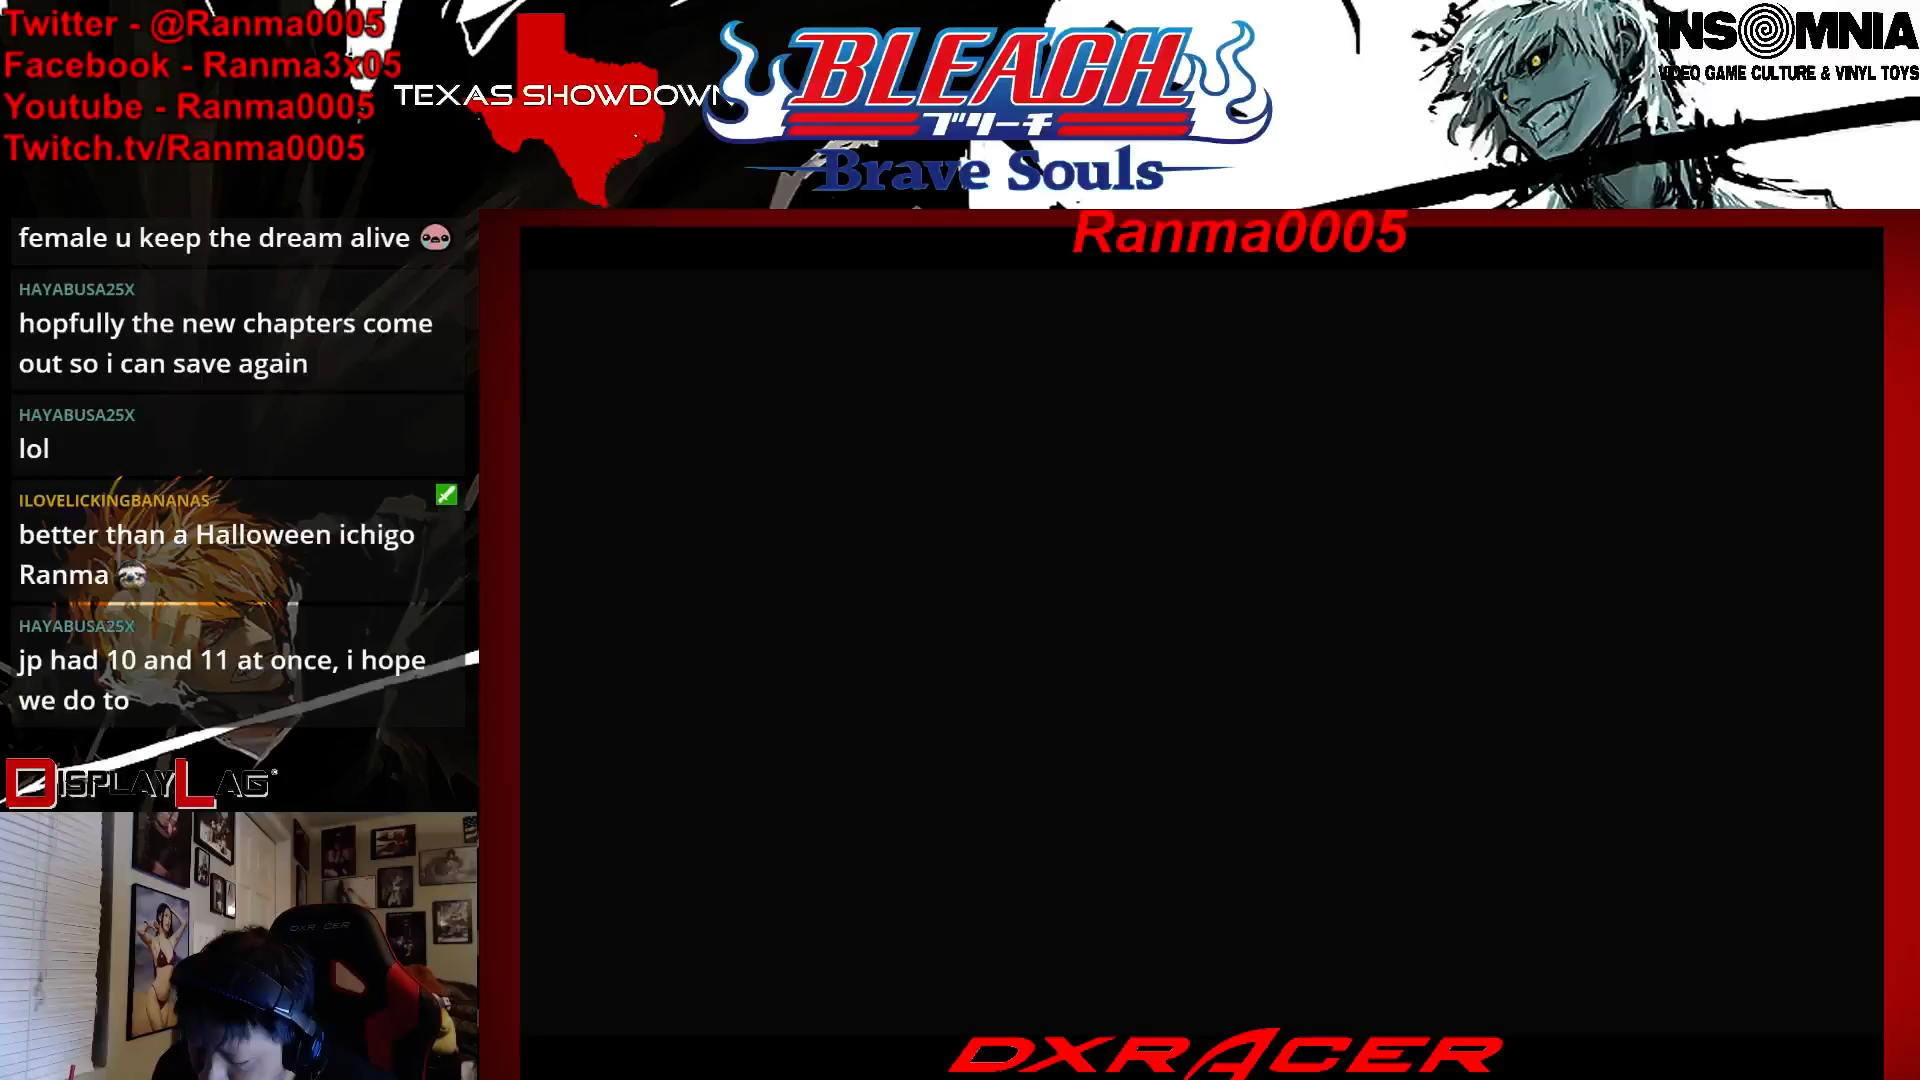 Twitter - @Ranma0005
Facebook - Ranma3x05
Youtube - Ranma0005
Twitch.tv/Ranma0005
TEXAS SHOWDOWN
BLEACH
ブリーチ
Brave Souls
INSOMNIA
VIDEO GAME CULTURE & VINYL TOYS
Ranma0005
female u keep the dream alive
HAYABUSA25X
hopfully the new chapters come
out so i can save again
HAYABUSA25X
lol
ILOVELICKINGBANANAS
better than a Halloween ichigo
Ranma
HAYABUSA25X
jp had 10 and 11 at once, i hope
we do to
DISPLAYLAG
DXRACER
DXRACER